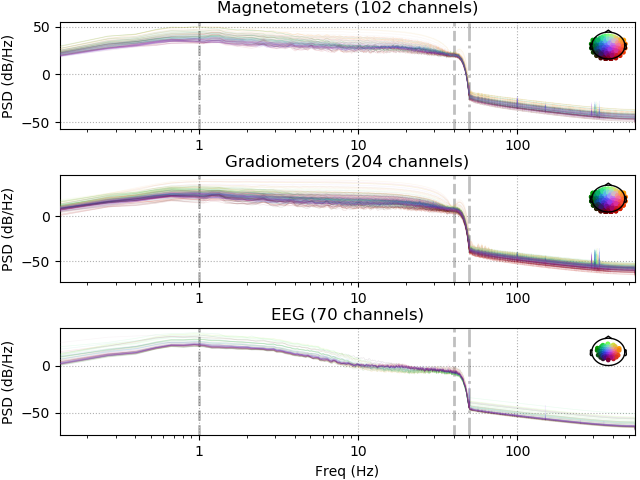 Magnetometers (102 channels)
PSD (dB/Hz)
50
0
−50
1
10
100
Gradiometers (204 channels)
PSD (dB/Hz)
0
−50
1
10
100
EEG (70 channels)
PSD (dB/Hz)
0
−50
1
10
100
Freq (Hz)